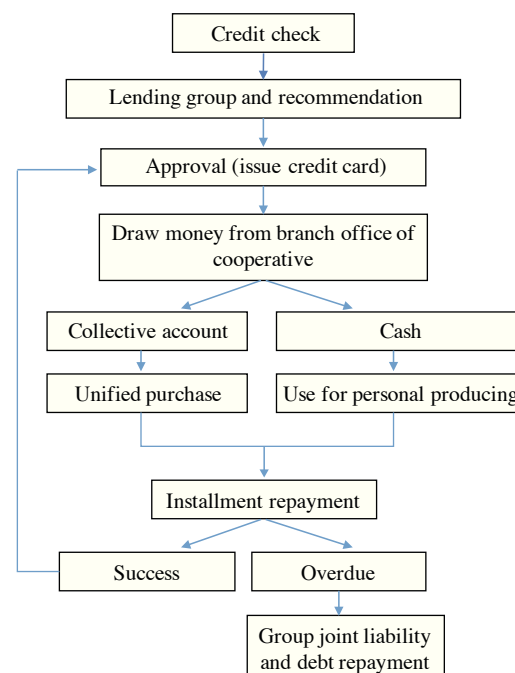 Credit check
Lending group and recommendation
Approval (issue credit card)
Draw money from branch office of
cooperative
Collective account
Cash
Unified purchase
Use for personal producing
Installment repayment
Success
Overdue
Group joint liability
and debt repayment